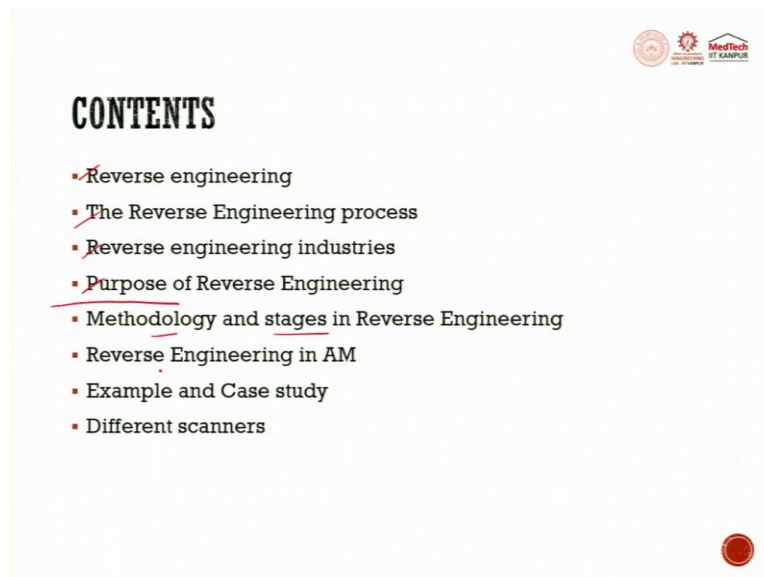 MedTech
IIT KANPUR
CONTENTS
Reverse engineering
The Reverse Engineering process
Reverse engineering industries
Purpose of Reverse Engineering
Methodology and stages in Reverse Engineering
Reverse Engineering in AM
Example and Case study
Different scanners